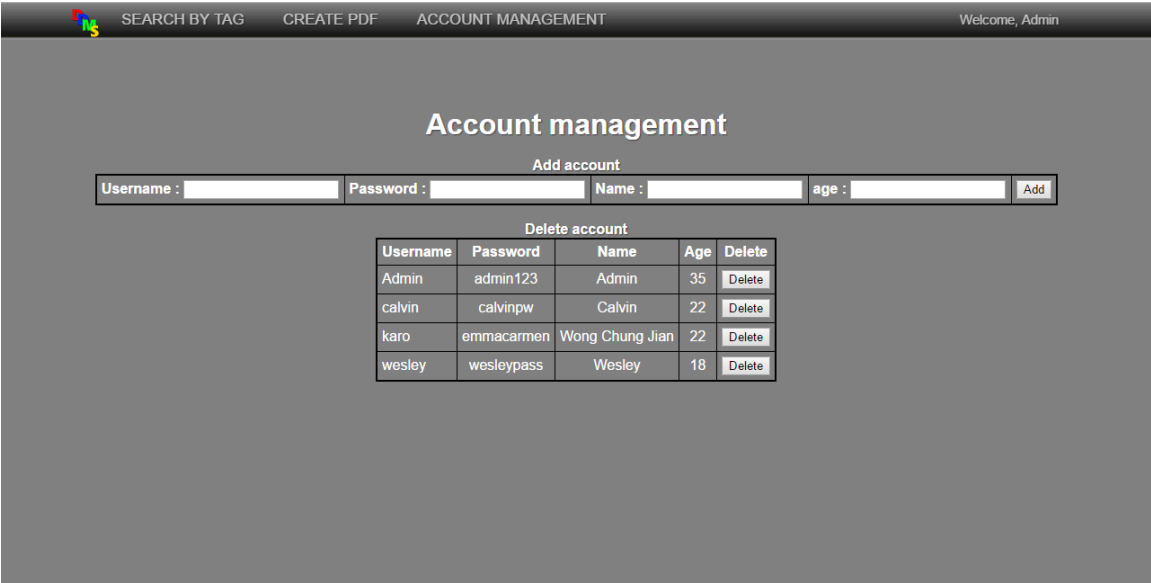 DMS SEARCH BY TAG CREATE PDF ACCOUNT MANAGEMENT Welcome, Admin
Account management
Add account
Username : Password : Name : age : Add
Delete account
Username Password Name Age Delete
Admin admin123 Admin 35 Delete
calvin calvinpw Calvin 22 Delete
karo emmacarmen Wong Chung Jian 22 Delete
wesley wesleypass Wesley 18 Delete